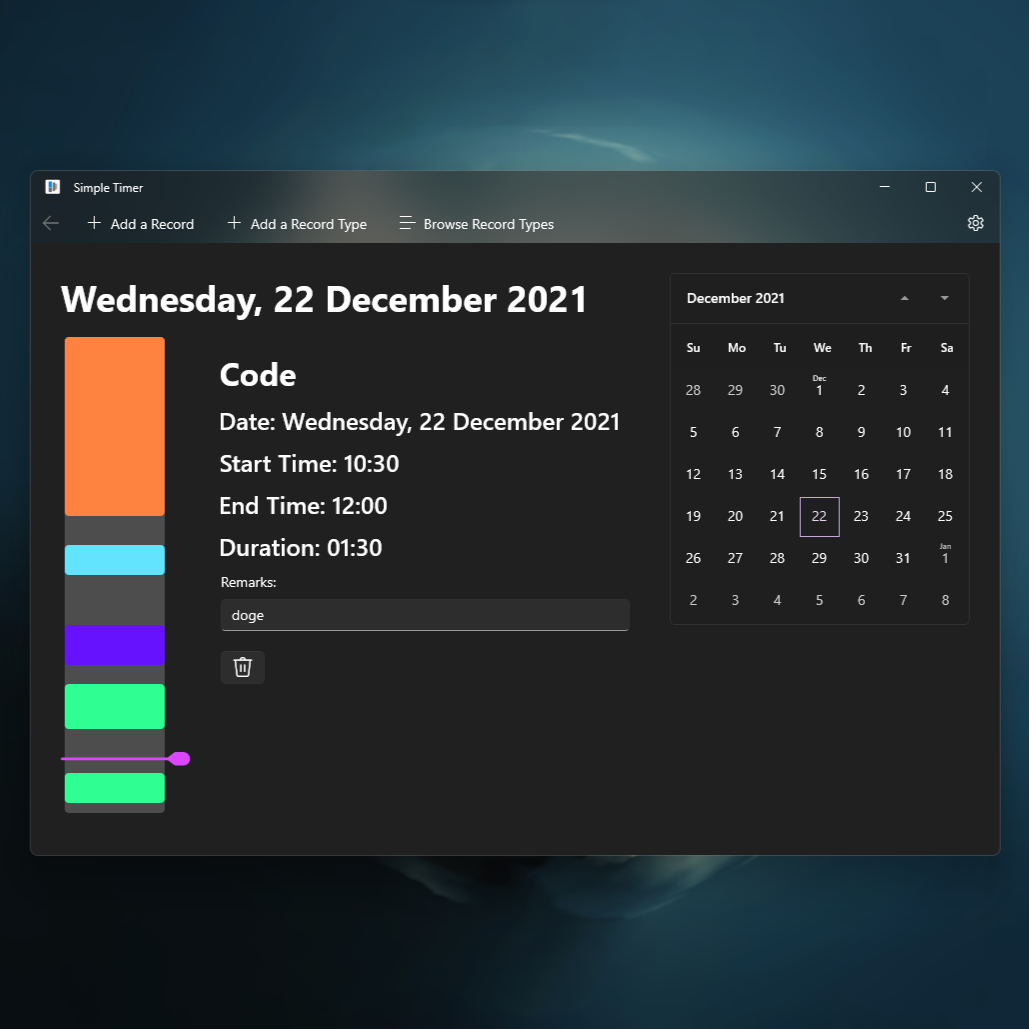 Simple Timer
Add a Record
Add a Record Type
Browse Record Types
Wednesday, 22 December 2021
Code
Date: Wednesday, 22 December 2021
Start Time: 10:30
End Time: 12:00
Duration: 01:30
Remarks:
doge
December 2021
Su Mo Tu We Th Fr Sa
28 29 30 Dec 1 2 3 4
5 6 7 8 9 10 11
12 13 14 15 16 17 18
19 20 21 22 23 24 25
26 27 28 29 30 31 Jan 1
2 3 4 5 6 7 8